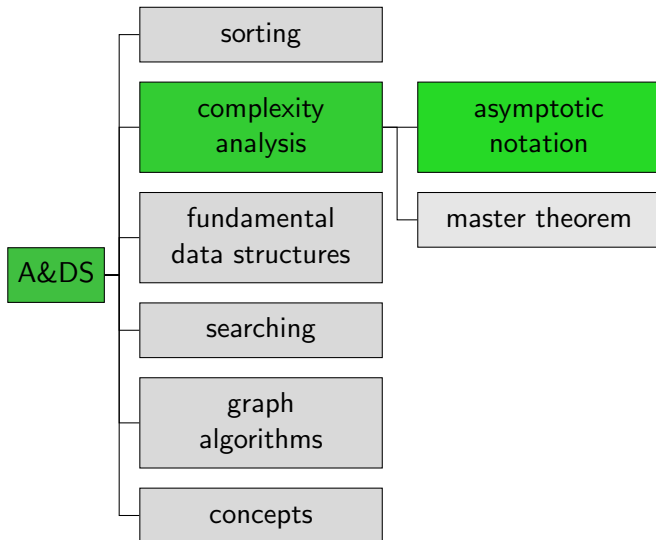 sorting
complexity
analysis
asymptotic
notation
fundamental
data structures
master theorem
A&DS
searching
graph
algorithms
concepts